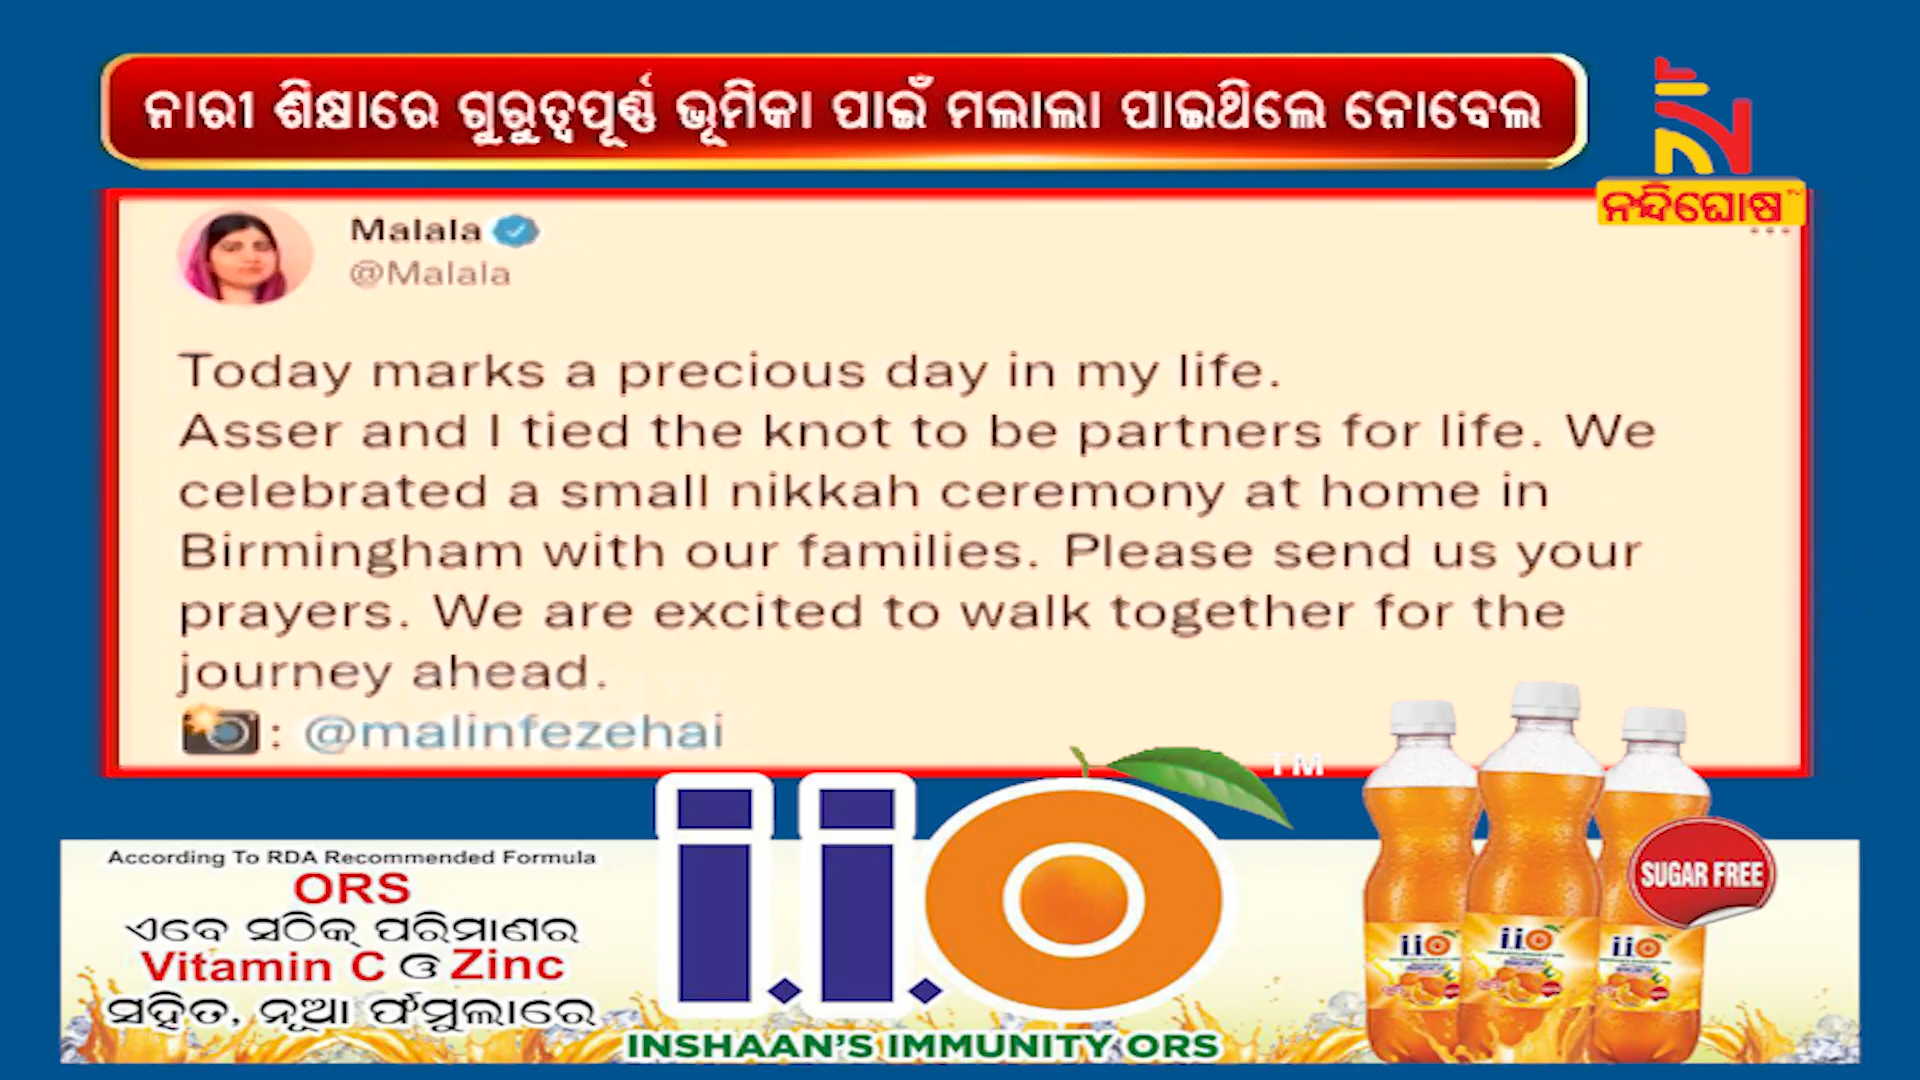 ନାରୀ ଶିକ୍ଷାରେ ଗୁରୁତ୍ୱପୂର୍ଣ୍ଣ ଭୂମିକା ପାଇଁ ମଲାଲା ପାଇଥିଲେ ନୋବେଲ
ନନ୍ଦିଘୋଷ
Malala
@Malala
Today marks a precious day in my life.
Asser and I tied the knot to be partners for life. We
celebrated a small nikkah ceremony at home in
Birmingham with our families. Please send us your
prayers. We are excited to walk together for the
journey ahead.
: @malinfezehai
According To RDA Recommended Formula
ORS
ଏବେ ସଠିକ୍ ପରିମାଣର
Vitamin C ଓ Zinc
ସହିତ, ନୂଆ ଫର୍ମୁଲାରେ
i.i.O TM
INSHAAN'S IMMUNITY ORS
SUGAR FREE
iio
iio
iio